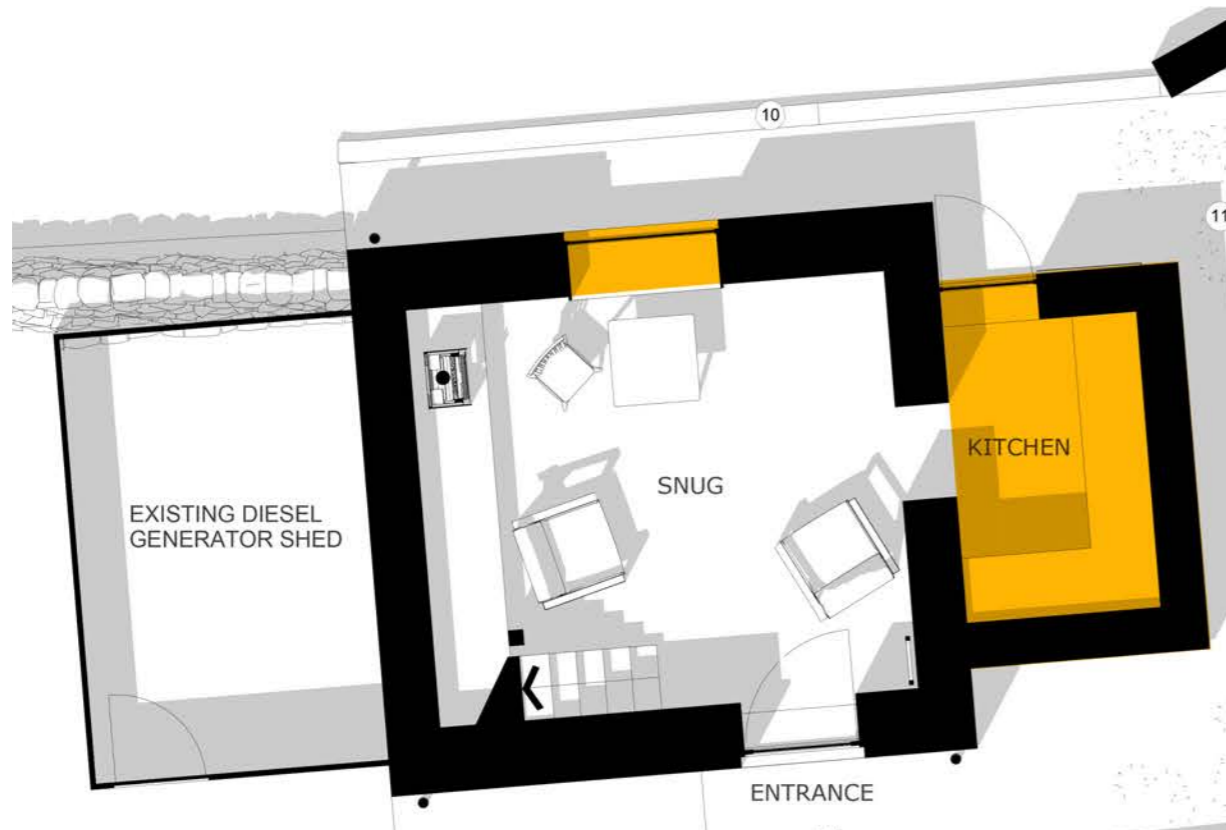 10
11
KITCHEN
SNUG
EXISTING DIESEL
GENERATOR SHED
ENTRANCE